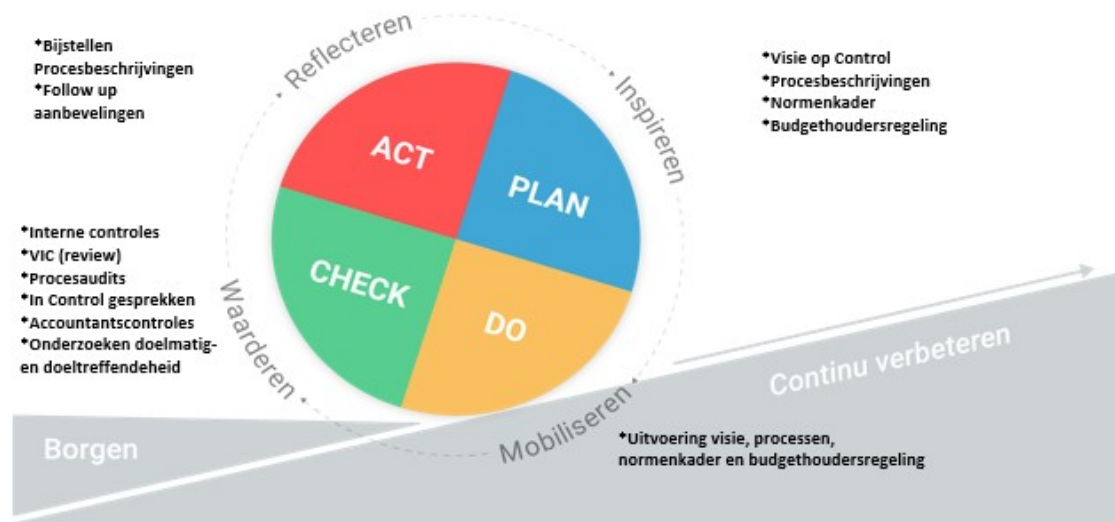 *Bijstellen
Procesbeschrijvingen
*Follow up
aanbevelingen
Reflecteren
Inspireren
*Visie op Control
*Procesbeschrijvingen
*Normenkader
*Budgethoudersregeling
ACT
PLAN
CHECK
DO
*Interne controles
*VIC (review)
*Procesaudits
*In Control gesprekken
*Accountantscontroles
*Onderzoeken doelmatig-
en doeltreffendeheid
Waarderen
Mobiliseren
Continu verbeteren
Borgen
*Uitvoering visie, processen,
normenkader en budgethoudersregeling